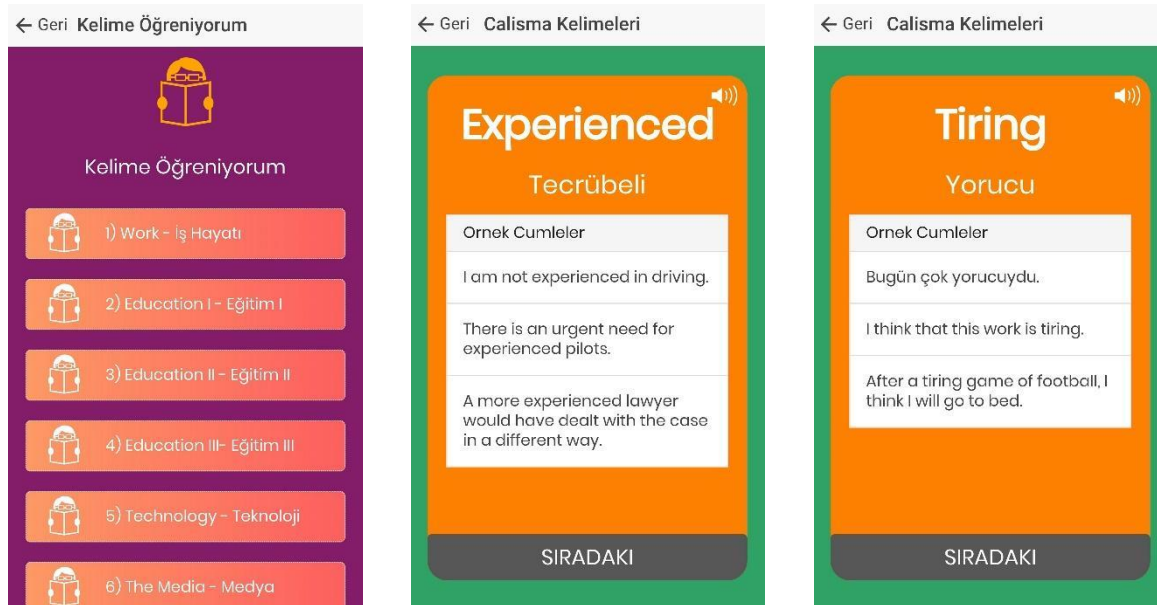 ← Geri Kelime Öğreniyorum
Kelime Öğreniyorum
1) Work - İş Hayatı
2) Education I - Eğitim I
3) Education II - Eğitim II
4) Education III- Eğitim III
5) Technology - Teknoloji
6) The Media - Medya
← Geri Calisma Kelimeleri
Experienced
Tecrübeli
Ornek Cumleler
I am not experienced in driving.
There is an urgent need for
experienced pilots.
A more experienced lawyer
would have dealt with the case
in a different way.
SIRADAKI
← Geri Calisma Kelimeleri
Tiring
Yorucu
Ornek Cumleler
Bugün çok yorucuydu.
I think that this work is tiring.
After a tiring game of football, I
think I will go to bed.
SIRADAKI